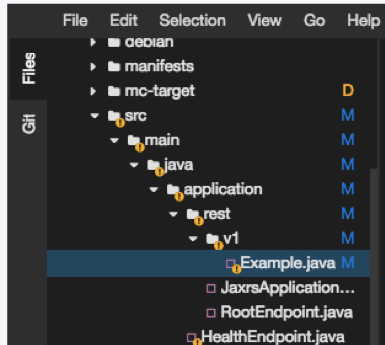 File Edit Selection View Go Help
Files
Git
debian
manifests
mc-target D
src M
main M
java M
application M
rest M
v1 M
Example.java M
JaxrsApplication...
RootEndpoint.java
HealthEndpoint.java